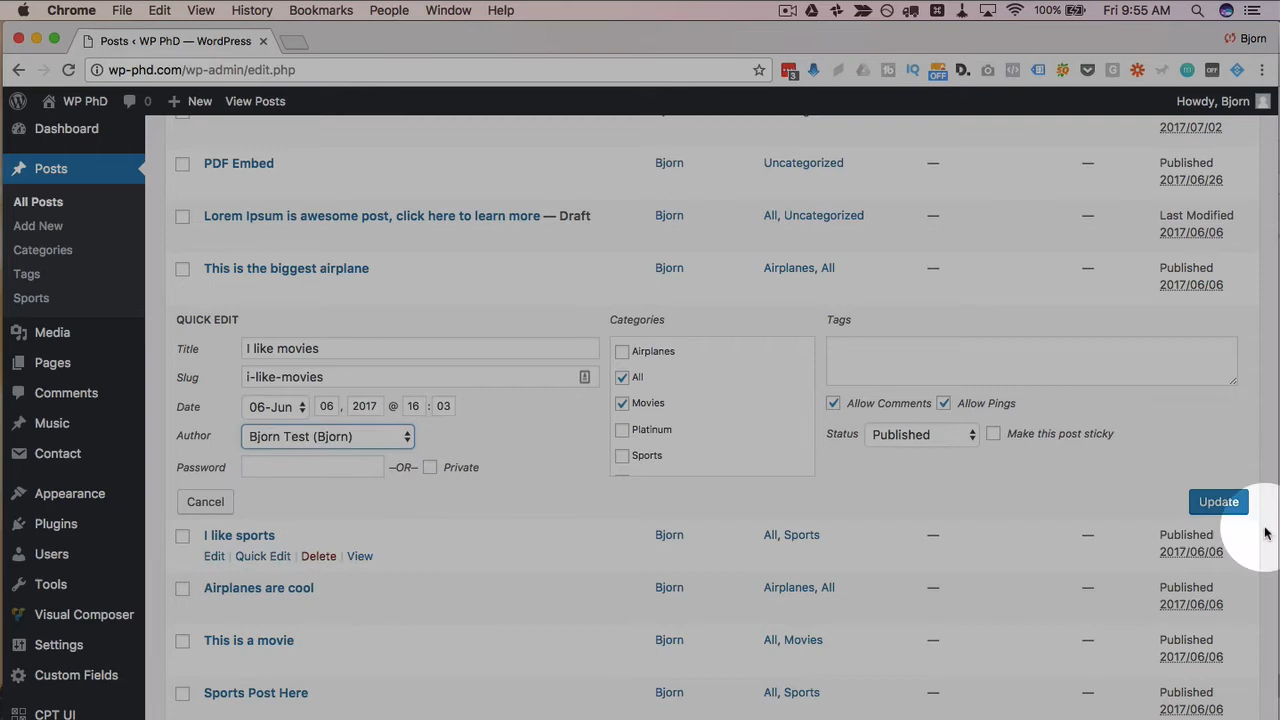 Chrome File Edit View History Bookmarks People Window Help 100% Fri 9:55 AM
Posts ‹ WP PhD — WordPress Bjorn
wp-phd.com/wp-admin/edit.php 3 OFF D. OFF
WP PhD 0 New View Posts Howdy, Bjorn
Dashboard
Posts
All Posts
Add New
Categories
Tags
Sports
Media
Pages
Comments
Music
Contact
Appearance
Plugins
Users
Tools
Visual Composer
Settings
Custom Fields
CPT UI
2017/07/02
PDF Embed Bjorn Uncategorized — — Published
2017/06/26
Lorem Ipsum is awesome post, click here to learn more — Draft Bjorn All, Uncategorized — — Last Modified
2017/06/06
This is the biggest airplane Bjorn Airplanes, All — — Published
2017/06/06
QUICK EDIT
Title I like movies
Slug i-like-movies
Date 06-Jun 06 , 2017 @ 16 : 03
Author Bjorn Test (Bjorn)
Password –OR– Private
Categories
Airplanes
All
Movies
Platinum
Sports
Tags
Allow Comments Allow Pings
Status Published Make this post sticky
Cancel Update
I like sports Bjorn All, Sports — — Published
Edit | Quick Edit | Delete | View 2017/06/06
Airplanes are cool Bjorn Airplanes, All — — Published
2017/06/06
This is a movie Bjorn All, Movies — — Published
2017/06/06
Sports Post Here Bjorn All, Sports — — Published
2017/06/06